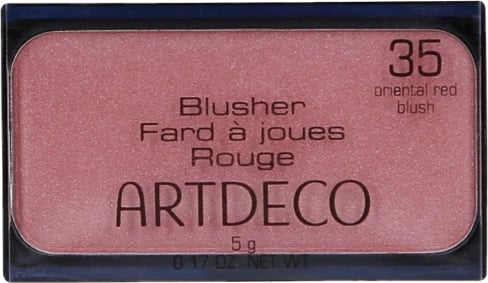 35
oriental red
blush
Blusher
Fard à joues
Rouge
ARTDECO
5 g
0.17 OZ. NET WT.